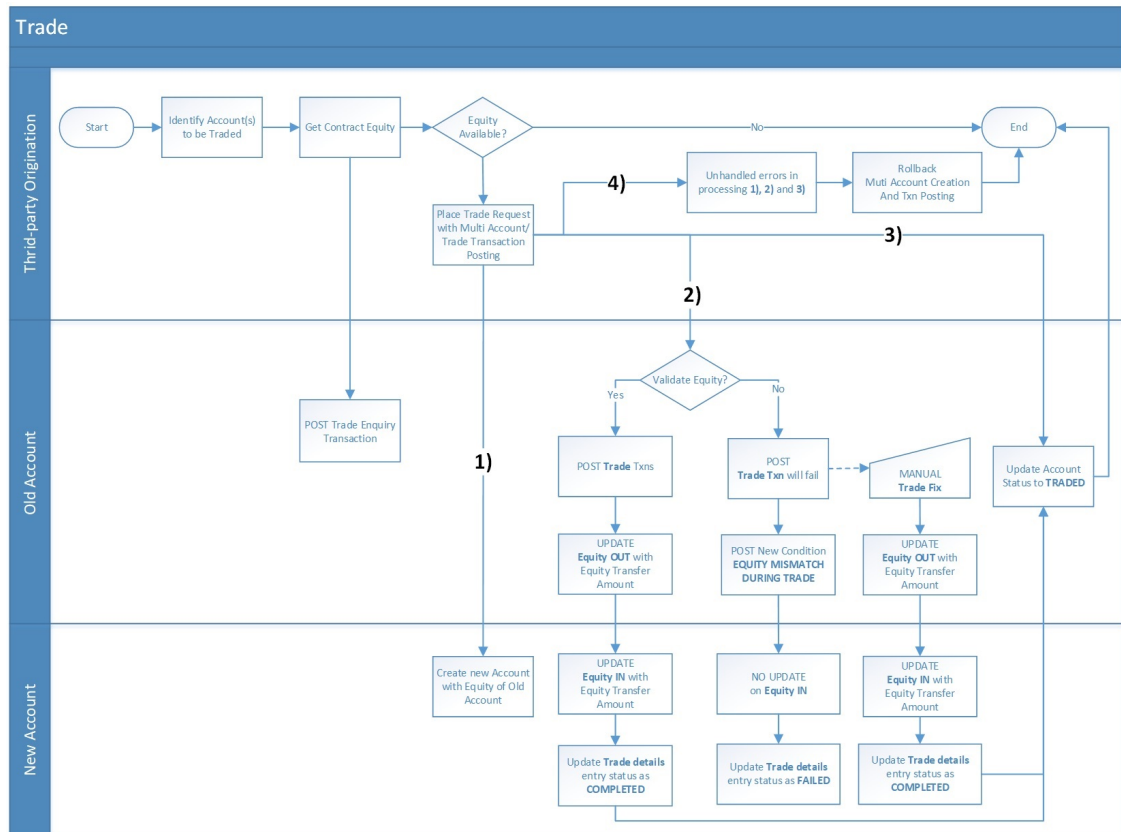 Trade
Thrid-party Origination
Start
Identify Account(s)
to be Traded
Get Contract Equity
Equity
Available?
No
End
4)
Unhandled errors in
processing 1), 2) and 3)
Rollback
Muti Account Creation
And Txn Posting
Place Trade Request
with Multi Account/
Trade Transaction
Posting
3)
2)
Old Account
Validate Equity?
Yes
No
POST Trade Enquiry
Transaction
1)
POST Trade Txns
POST
Trade Txn will fail
MANUAL
Trade Fix
Update Account
Status to TRADED
UPDATE
Equity OUT with
Equity Transfer
Amount
POST New Condition
EQUITY MISMATCH
DURING TRADE
UPDATE
Equity OUT with
Equity Transfer
Amount
New Account
Create new Account
with Equity of Old
Account
UPDATE
Equity IN with
Equity Transfer
Amount
NO UPDATE
on Equity IN
UPDATE
Equity IN with
Equity Transfer
Amount
Update Trade details
entry status as
COMPLETED
Update Trade details
entry status as FAILED
Update Trade details
entry status as
COMPLETED